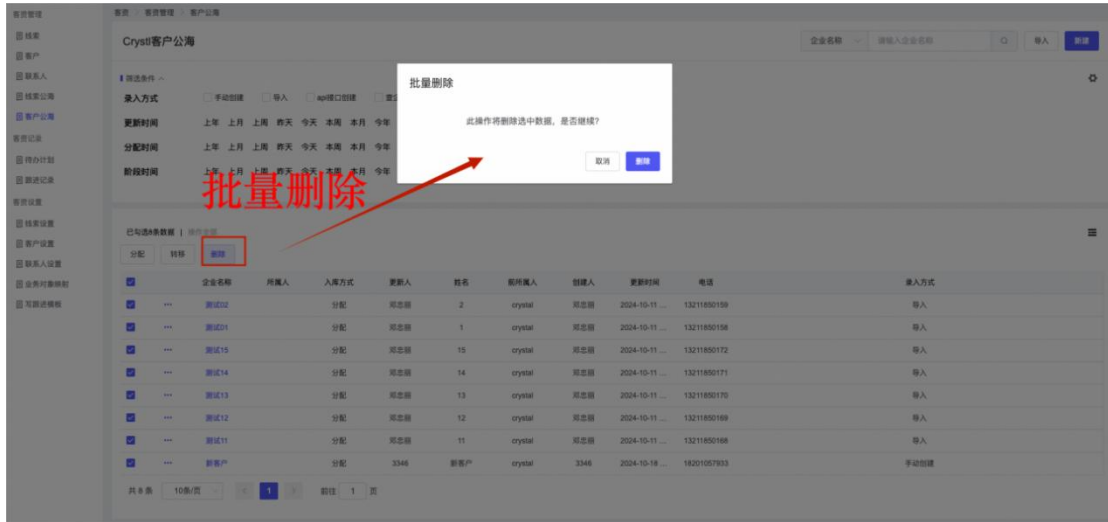 客资管理
客资 / 客资管理 / 客户公海
线索
客户
联系人
线索公海
客户公海
客资记录
待办计划
跟进记录
客资设置
线索设置
客户设置
联系人设置
业务对象映射
写跟进模板
Crystl客户公海
企业名称 请输入企业名称 导入 新建
筛选条件
录入方式 手动创建 导入 api接口创建
更新时间 上年 上月 上周 昨天 今天 本周 本月 今年
分配时间 上年 上月 上周 昨天 今天 本周 本月 今年
阶段时间 上年 上月 上周 昨天 今天 本周 本月 今年
批量删除
此操作将删除选中数据，是否继续？
取消 删除
批量删除
已勾选8条数据 | 操作全部
分配 转移 删除
企业名称 所属人 入库方式 更新人 姓名 前所属人 创建人 更新时间 电话 录入方式
测试02 分配 邓忠丽 2 crystal 邓忠丽 2024-10-11 ... 13211850159 导入
测试01 分配 邓忠丽 1 crystal 邓忠丽 2024-10-11 ... 13211850158 导入
测试15 分配 邓忠丽 15 crystal 邓忠丽 2024-10-11 ... 13211850172 导入
测试14 分配 邓忠丽 14 crystal 邓忠丽 2024-10-11 ... 13211850171 导入
测试13 分配 邓忠丽 13 crystal 邓忠丽 2024-10-11 ... 13211850170 导入
测试12 分配 邓忠丽 12 crystal 邓忠丽 2024-10-11 ... 13211850169 导入
测试11 分配 邓忠丽 11 crystal 邓忠丽 2024-10-11 ... 13211850168 导入
新客户 分配 3346 新客户 crystal 3346 2024-10-18 ... 18201057933 手动创建
共 8 条 10条/页 < 1 > 前往 1 页